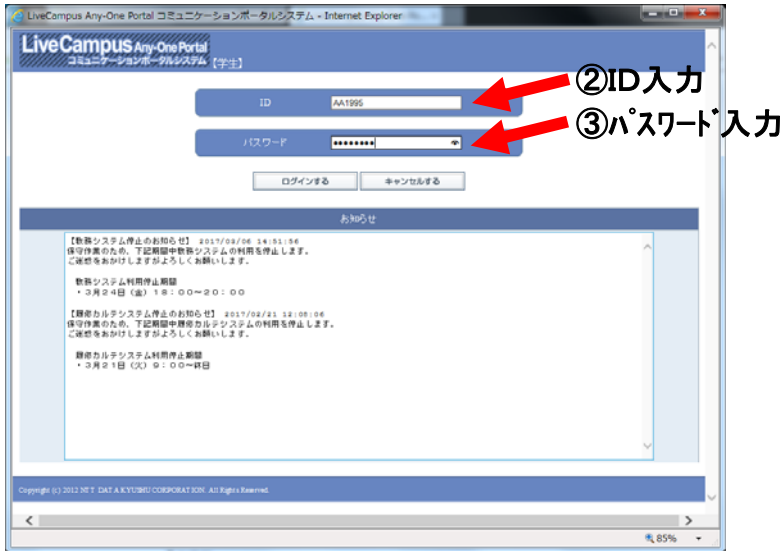 LiveCampus Any-One Portal コミュニケーションポータルシステム - Internet Explorer
LiveCampus Any-One Portal
コミュニケーションポータルシステム 【学生】
ID AA1995
②ID入力
パスワード ●●●●●●●●
③パスワード入力
ログインする キャンセルする
お知らせ
【教務システム停止のお知らせ】 2017/03/06 14:51:56
保守作業のため、下記期間中教務システムの利用を停止します。
ご迷惑をおかけしますがよろしくお願いします。
教務システム利用停止期間
・3月24日（金）18：00～20：00
【履修カルテシステム停止のお知らせ】 2017/02/21 12:08:06
保守作業のため、下記期間中履修カルテシステムの利用を停止します。
ご迷惑をおかけしますがよろしくお願いします。
履修カルテシステム利用停止期間
・3月21日（火）9：00～終日
Copyright (c) 2012 NTT DATA KYUSHU CORPORATION. All Rights Reserved.
85%